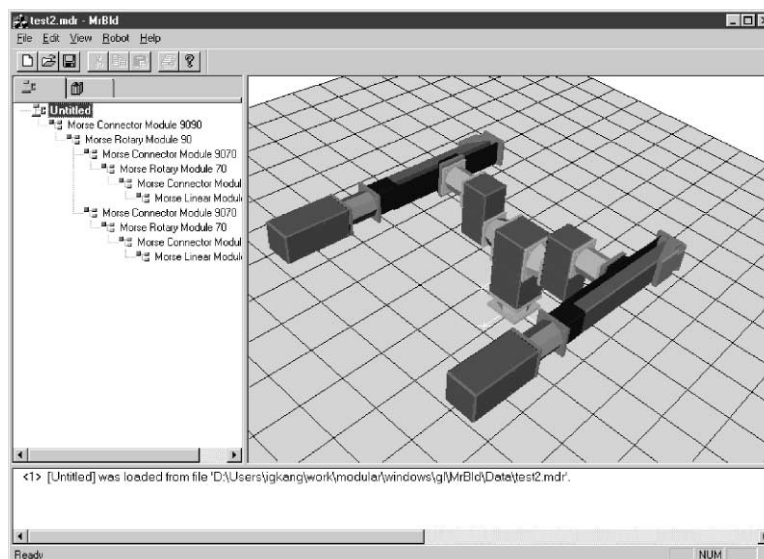 test2.mdr - MrBld
File Edit View Robot Help
Untitled
Morse Connector Module 9090
Morse Rotary Module 90
Morse Connector Module 9070
Morse Rotary Module 70
Morse Connector Modul
Morse Linear Modul
Morse Connector Module 9070
Morse Rotary Module 70
Morse Connector Modul
Morse Linear Modul
<1> [Untitled] was loaded from file 'D:\Users\igkang\work\modular\windows\gl\MrBld\Data\test2.mdr'.
Ready NUM